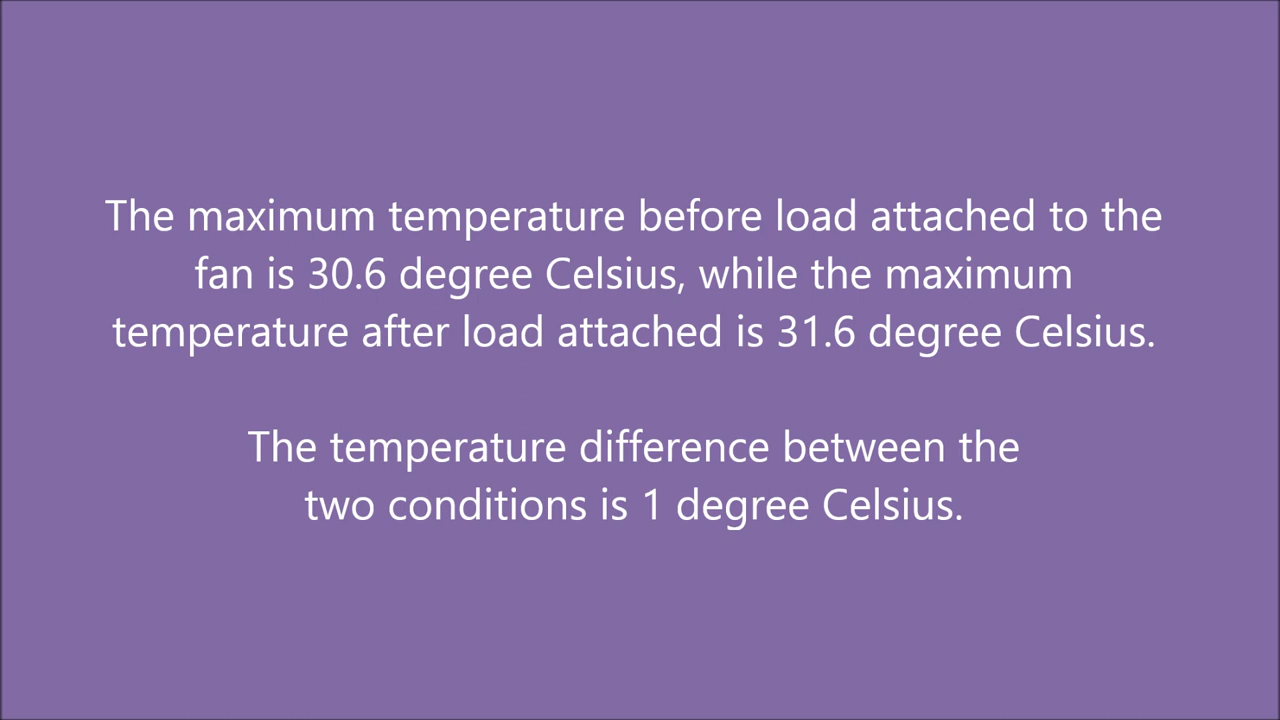 The maximum temperature before load attached to the
fan is 30.6 degree Celsius, while the maximum
temperature after load attached is 31.6 degree Celsius.
The temperature difference between the
two conditions is 1 degree Celsius.